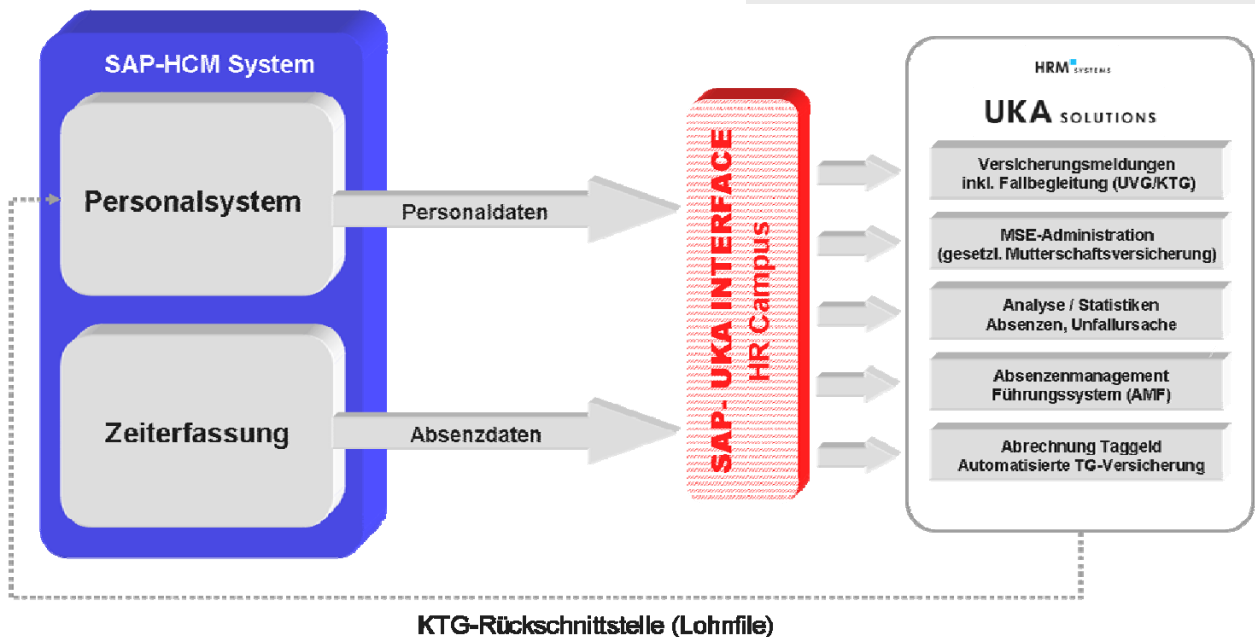 SAP-HCM System
Personalsystem
Zeiterfassung
Personaldaten
Absenzdaten
SAP- UKA INTERFACE
HR Campus
HRM SYSTEMS
UKA SOLUTIONS
Versicherungsmeldungen
inkl. Fallbegleitung (UVG/KTG)
MSE-Administration
(gesetzl. Mutterschaftsversicherung)
Analyse / Statistiken
Absenzen, Unfallursache
Absenzenmanagement
Führungssystem (AMF)
Abrechnung Taggeld
Automatisierte TG-Versicherung
KTG-Rückschnittstelle (Lohnfile)